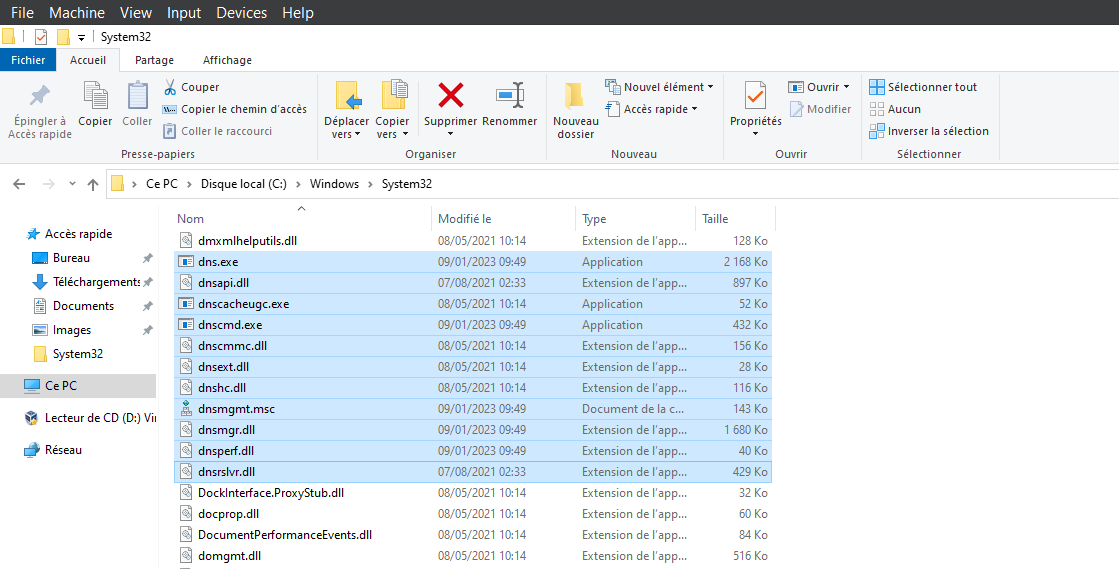 File Machine View Input Devices Help
System32
Fichier Accueil Partage Affichage
Épingler à Accès rapide
Copier
Coller
Couper
Copier le chemin d'accès
Coller le raccourci
Presse-papiers
Déplacer vers
Copier vers
Supprimer
Renommer
Organiser
Nouveau dossier
Nouvel élément
Accès rapide
Nouveau
Propriétés
Ouvrir
Modifier
Ouvrir
Sélectionner tout
Aucun
Inverser la sélection
Sélectionner
Ce PC > Disque local (C:) > Windows > System32
Accès rapide
Bureau
Téléchargements
Documents
Images
System32
Ce PC
Lecteur de CD (D:) Vir
Réseau
Nom Modifié le Type Taille
dmxmlhelputils.dll 08/05/2021 10:14 Extension de l'app... 128 Ko
dns.exe 09/01/2023 09:49 Application 2 168 Ko
dnsapi.dll 07/08/2021 02:33 Extension de l'app... 897 Ko
dnscacheugc.exe 08/05/2021 10:14 Application 52 Ko
dnscmd.exe 09/01/2023 09:49 Application 432 Ko
dnscmmc.dll 08/05/2021 10:14 Extension de l'app... 156 Ko
dnsext.dll 08/05/2021 10:14 Extension de l'app... 28 Ko
dnshc.dll 08/05/2021 10:14 Extension de l'app... 116 Ko
dnsmgmt.msc 09/01/2023 09:49 Document de la c... 143 Ko
dnsmgr.dll 09/01/2023 09:49 Extension de l'app... 1 680 Ko
dnsperf.dll 09/01/2023 09:49 Extension de l'app... 40 Ko
dnsrslvr.dll 07/08/2021 02:33 Extension de l'app... 429 Ko
DockInterface.ProxyStub.dll 08/05/2021 10:14 Extension de l'app... 32 Ko
docprop.dll 08/05/2021 10:14 Extension de l'app... 60 Ko
DocumentPerformanceEvents.dll 08/05/2021 10:14 Extension de l'app... 84 Ko
domgmt.dll 08/05/2021 10:14 Extension de l'app... 516 Ko